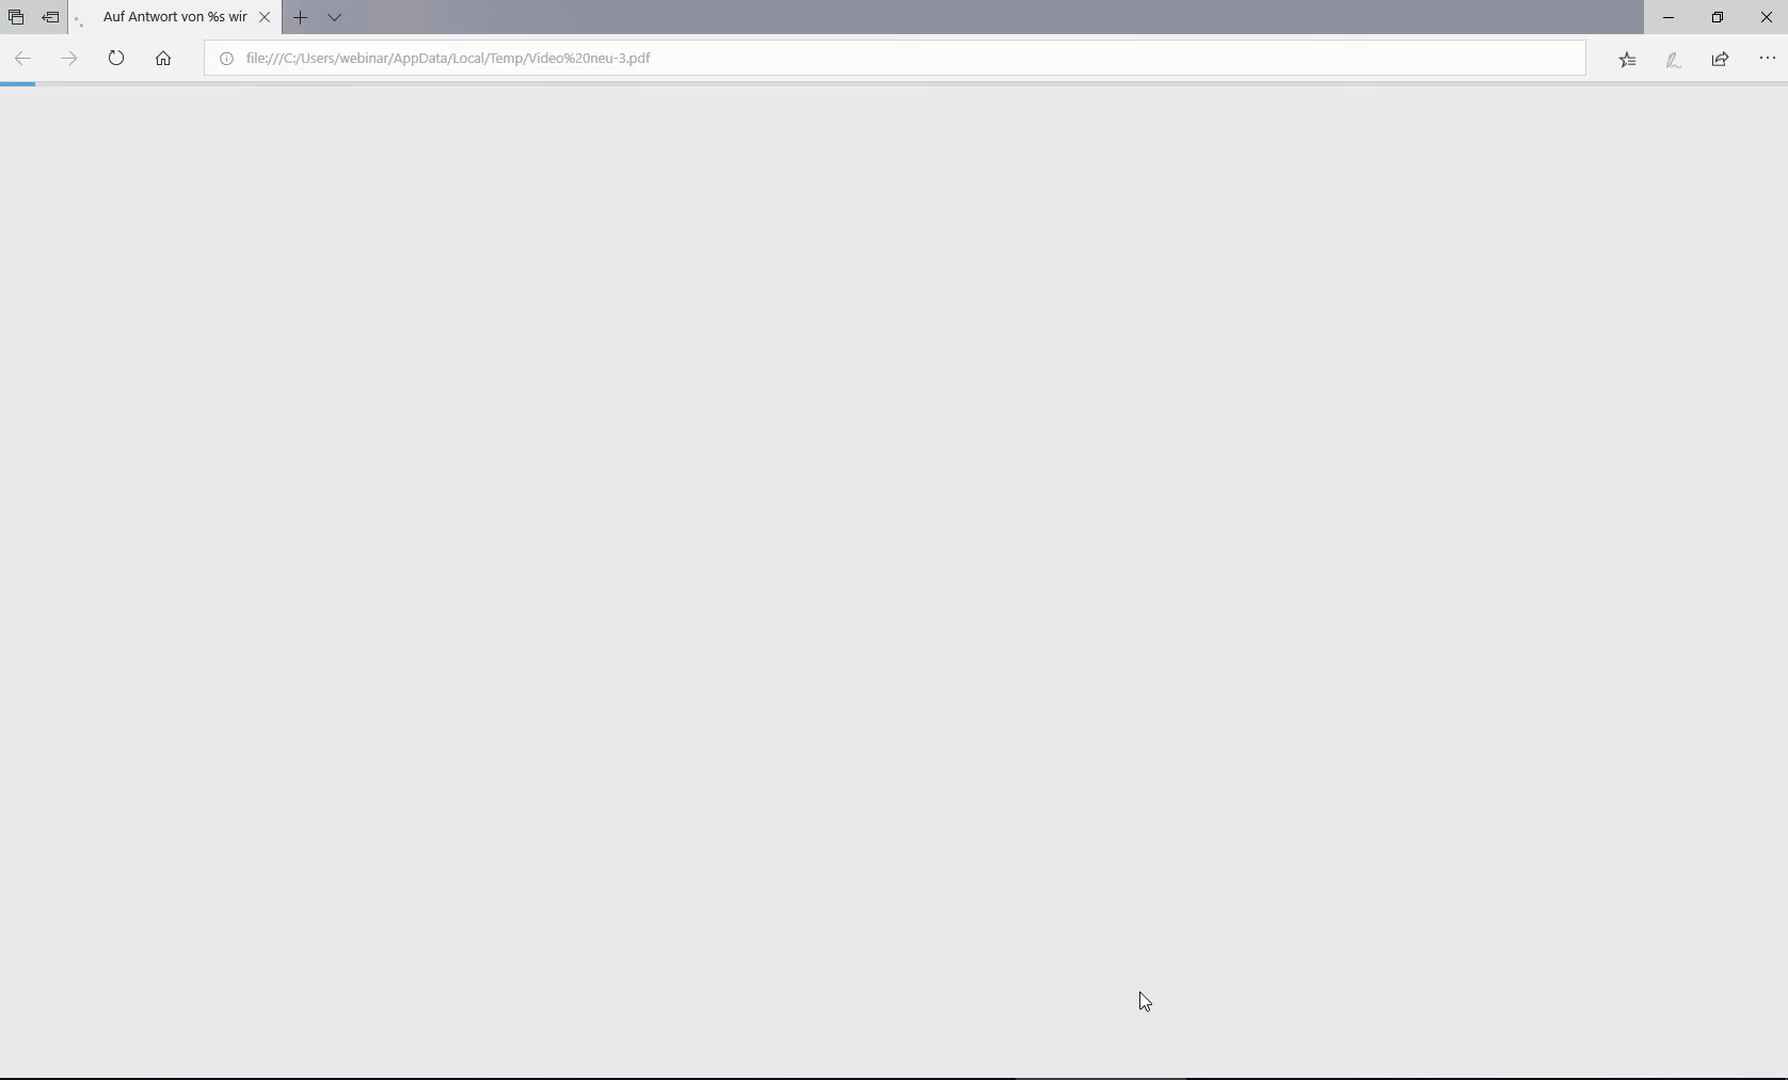 Auf Antwort von %s wir
file:///C:/Users/webinar/AppData/Local/Temp/Video%20neu-3.pdf